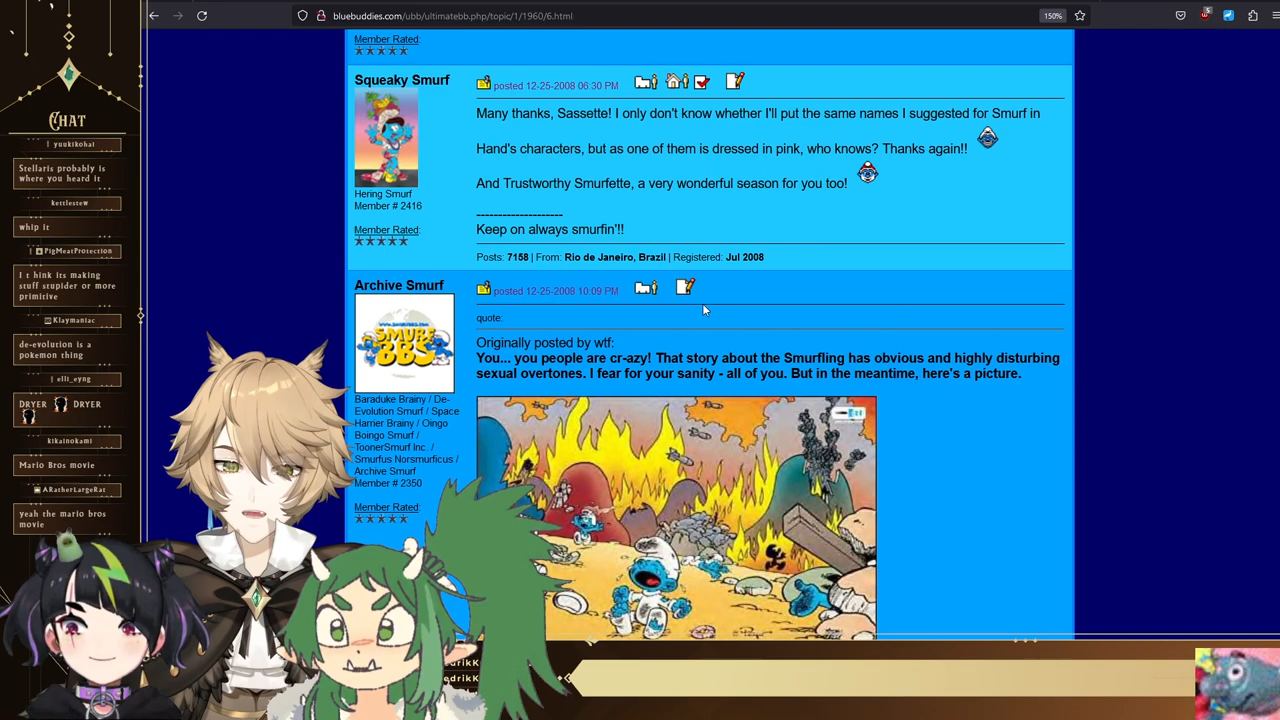 bluebuddies.com/ubb/ultimatebb.php/topic/1/1960/6.html
150%
5
CHAT
yuukikohai
Stellaris probably is
where you heard it
kettlestew
whip it
PigMeatProtection
I t hink its making
stuff stupider or more
primitive
Klaymaniac
de-evolution is a
pokemon thing
elli_eyng
DRYER DRYER
kikainokami
Mario Bros movie
ARatherLargeRat
yeah the mario bros
movie
Member Rated:
Squeaky Smurf
posted 12-25-2008 06:30 PM
Many thanks, Sassette! I only don't know whether I'll put the same names I suggested for Smurf in
Hand's characters, but as one of them is dressed in pink, who knows? Thanks again!!
And Trustworthy Smurfette, a very wonderful season for you too!
--------------------
Keep on always smurfin'!!
Hering Smurf
Member # 2416
Member Rated:
Posts: 7158 | From: Rio de Janeiro, Brazil | Registered: Jul 2008
Archive Smurf
posted 12-25-2008 10:09 PM
quote:
Originally posted by wtf:
You... you people are cr-azy! That story about the Smurfling has obvious and highly disturbing
sexual overtones. I fear for your sanity - all of you. But in the meantime, here's a picture.
SMURF
BBS
Baraduke Brainy / De-
Evolution Smurf / Space
Harrier Brainy / Oingo
Boingo Smurf /
ToonerSmurf Inc. /
Smurfus Norsmurficus /
Archive Smurf
Member # 2350
Member Rated:
edrikK